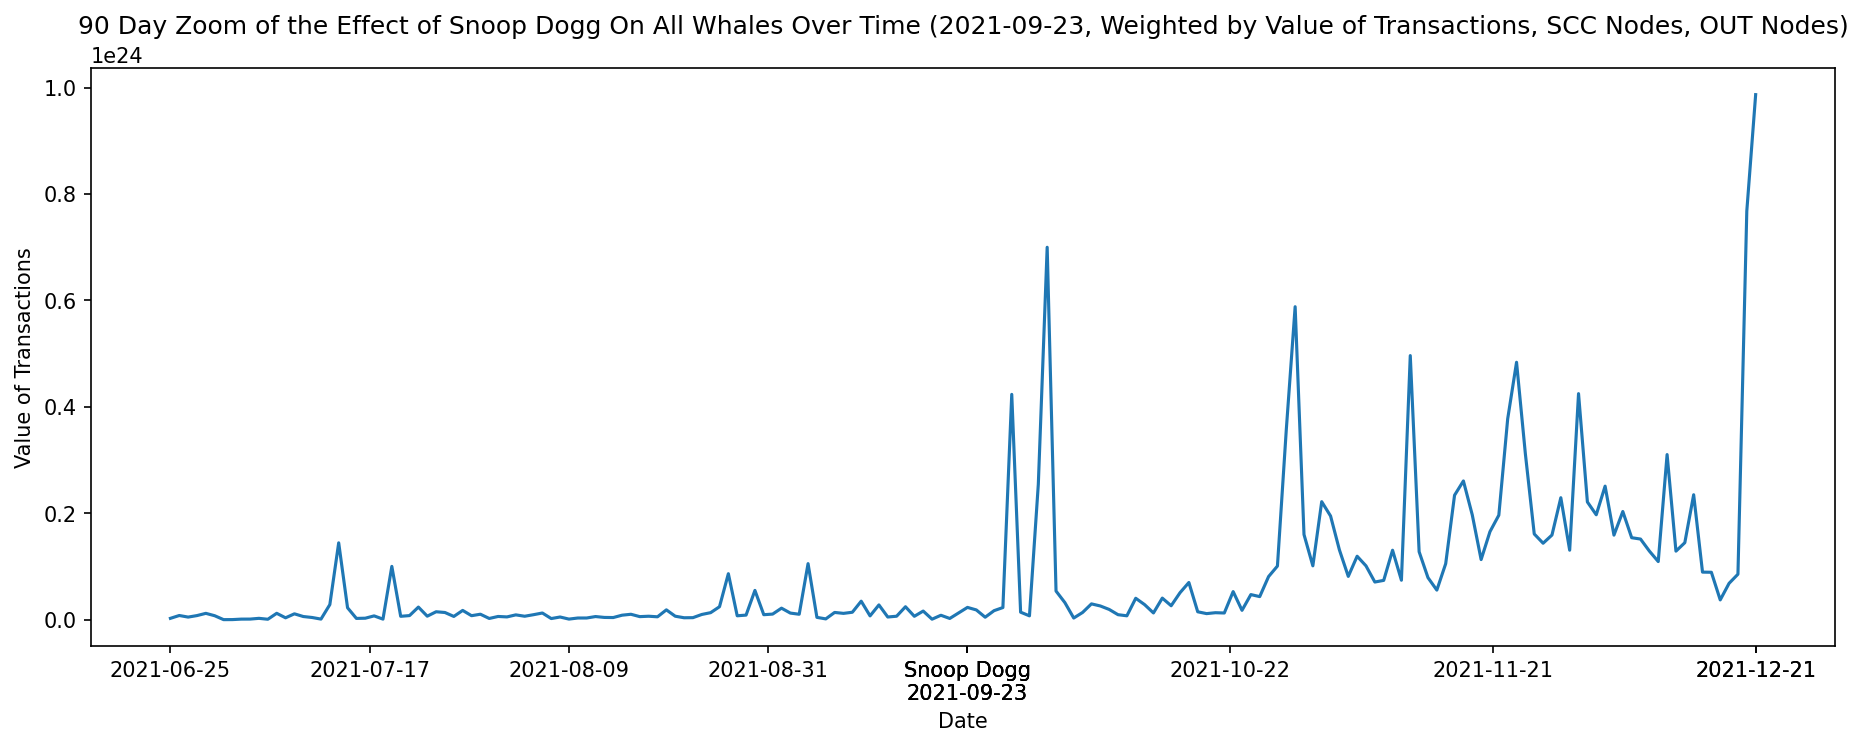 90 Day Zoom of the Effect of Snoop Dogg On All Whales Over Time (2021-09-23, Weighted by Value of Transactions, SCC Nodes, OUT Nodes)
1e24
1.0
0.8
0.6
0.4
0.2
0.0
Value of Transactions
2021-06-25 2021-07-17 2021-08-09 2021-08-31 Snoop Dogg 2021-10-22 2021-11-21 2021-12-21
2021-09-23
Date